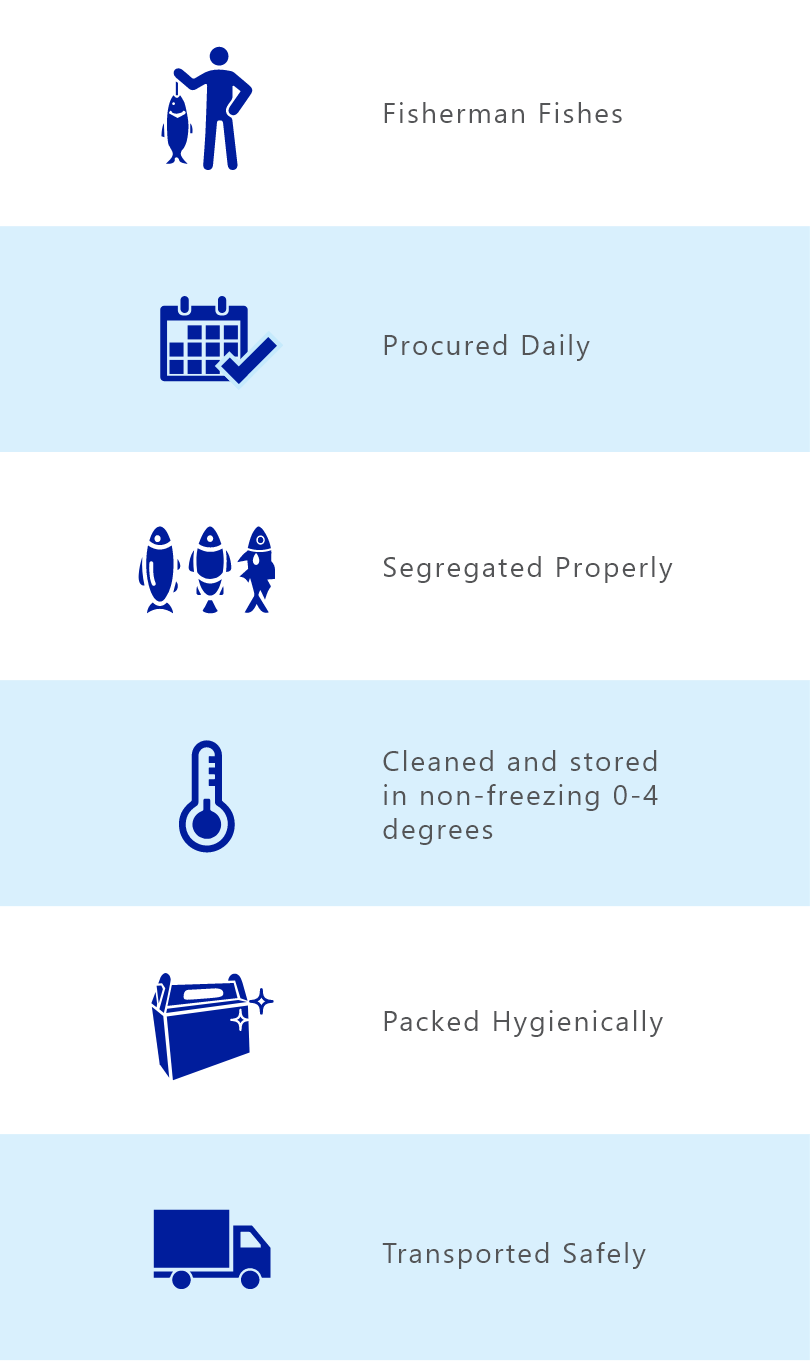 Fisherman Fishes
Procured Daily
Segregated Properly
Cleaned and stored
in non-freezing 0-4
degrees
Packed Hygienically
Transported Safely